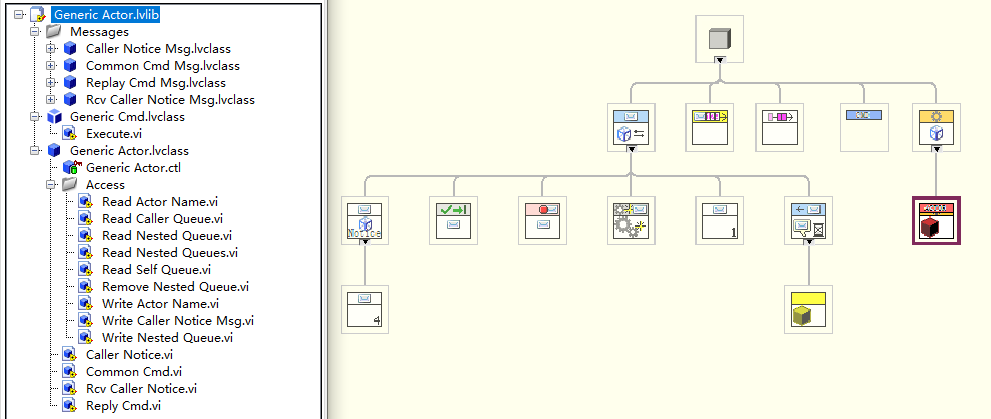 Generic Actor.lvlib
Messages
Caller Notice Msg.lvclass
Common Cmd Msg.lvclass
Replay Cmd Msg.lvclass
Rcv Caller Notice Msg.lvclass
Generic Cmd.lvclass
Execute.vi
Generic Actor.lvclass
Generic Actor.ctl
Access
Read Actor Name.vi
Read Caller Queue.vi
Read Nested Queue.vi
Read Nested Queues.vi
Read Self Queue.vi
Remove Nested Queue.vi
Write Actor Name.vi
Write Caller Notice Msg.vi
Write Nested Queue.vi
Caller Notice.vi
Common Cmd.vi
Rcv Caller Notice.vi
Reply Cmd.vi
Notice
1
4